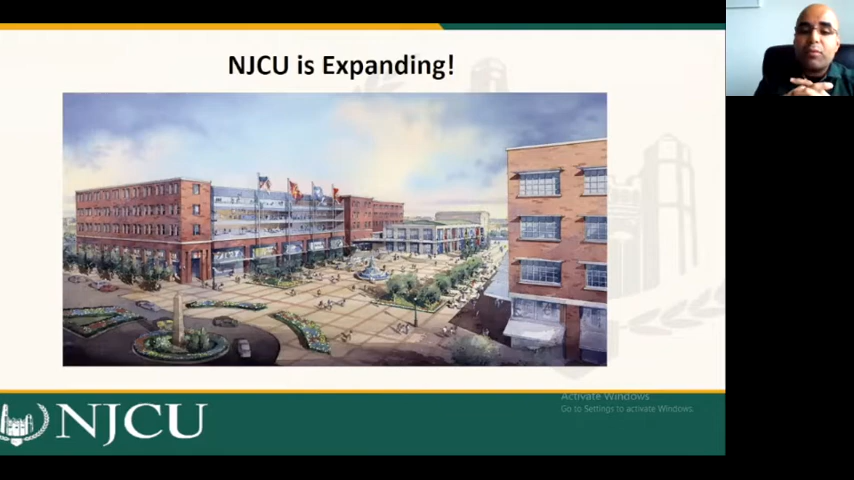 NJCU is Expanding!
Activate Windows
Go to Settings to activate Windows.
NJCU